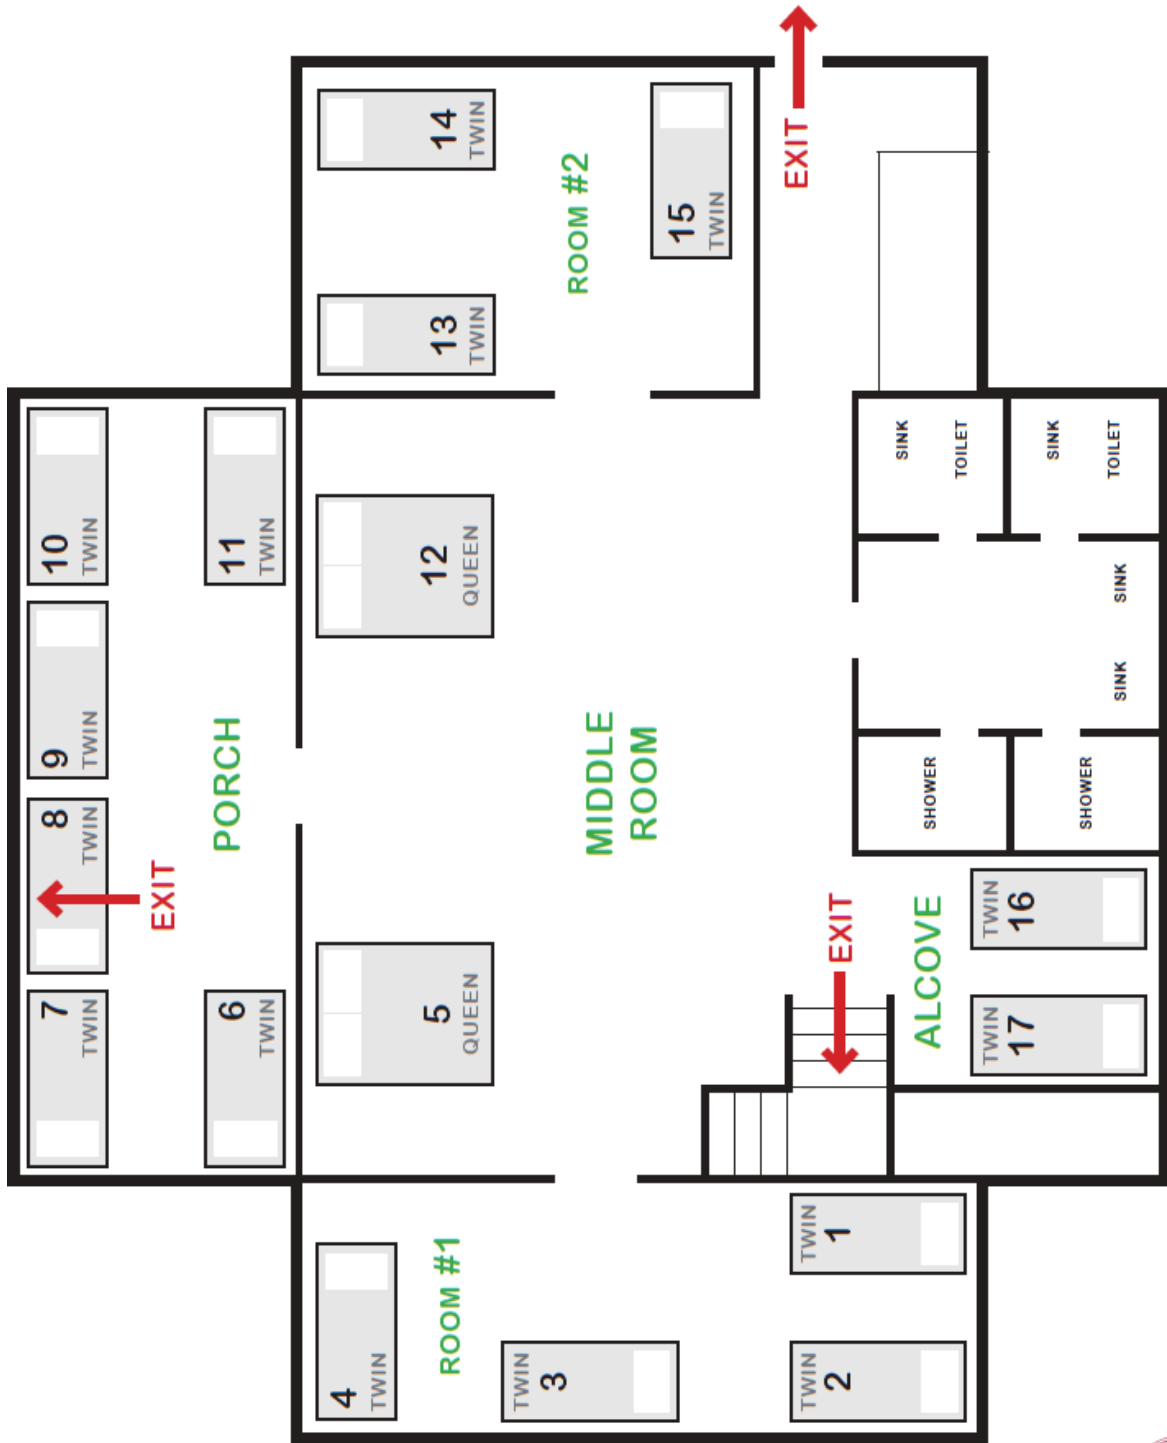 EXIT
14
TWIN
15
TWIN
ROOM #2
13
TWIN
EXIT
10
TWIN
11
TWIN
9
TWIN
8
TWIN
7
TWIN
6
TWIN
PORCH
EXIT
12
QUEEN
5
QUEEN
MIDDLE
ROOM
SINK
TOILET
SINK
TOILET
SINK
SINK
SHOWER
SHOWER
ALCOVE
TWIN
16
TWIN
17
ROOM #1
4
TWIN
TWIN
3
TWIN
2
TWIN
1